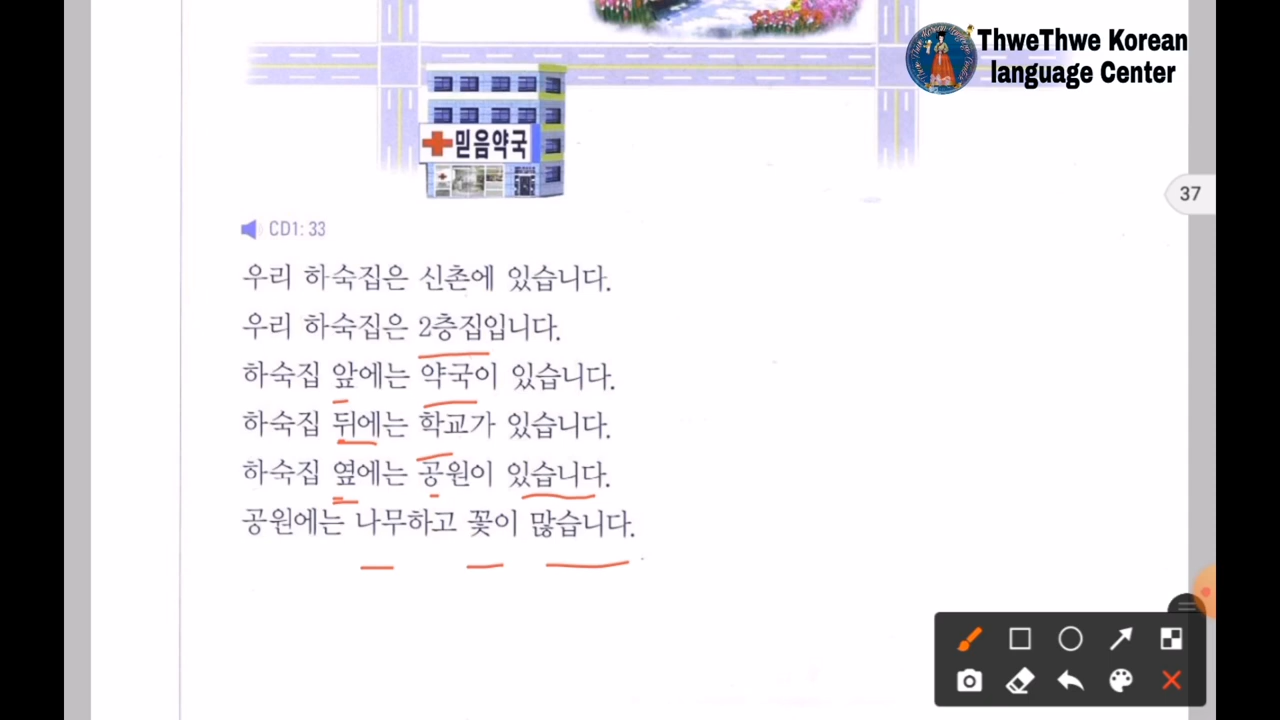 ThweThwe Korean
language Center
믿음약국
37
CD1: 33
우리 하숙집은 신촌에 있습니다.
우리 하숙집은 2층집입니다.
하숙집 앞에는 약국이 있습니다.
하숙집 뒤에는 학교가 있습니다.
하숙집 옆에는 공원이 있습니다.
공원에는 나무하고 꽃이 많습니다.